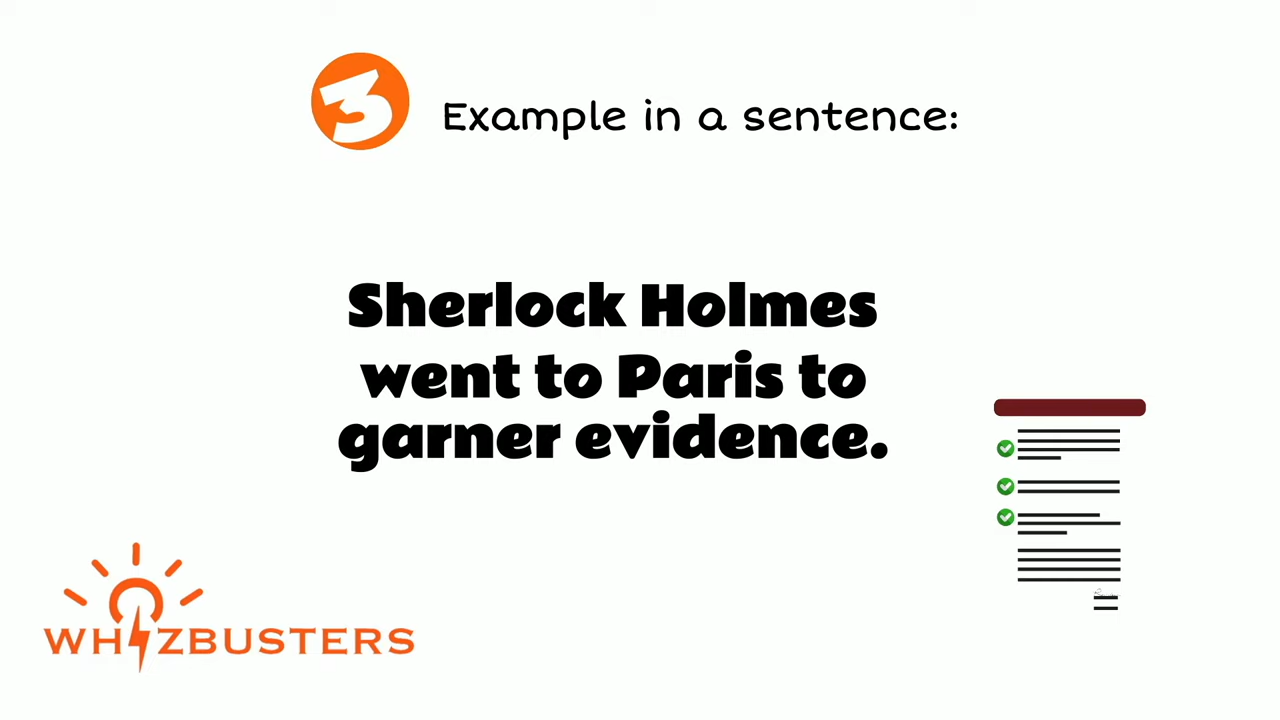 3
Example in a sentence:
Sherlock Holmes
went to Paris to
garner evidence.
WHIZBUSTERS